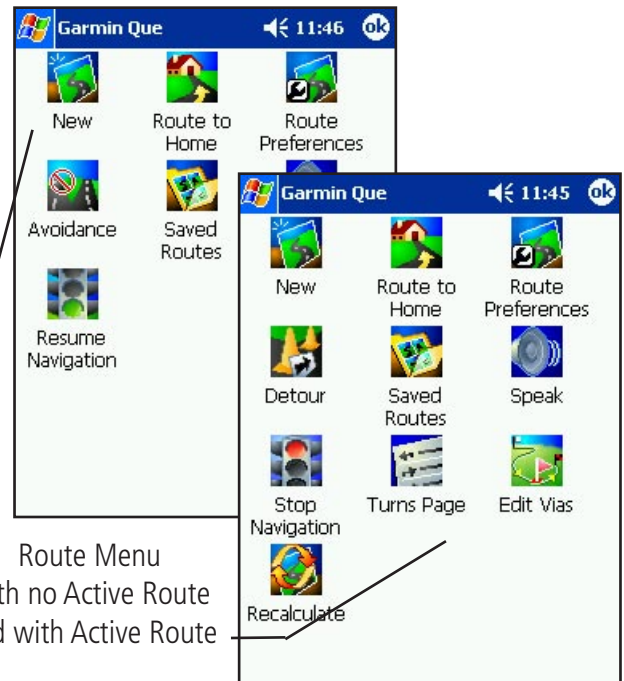 Garmin Que 11:46 ok
New Route to Home Route Preferences
Avoidance Saved Routes
Resume Navigation
Garmin Que 11:45 ok
New Route to Home Route Preferences
Detour Saved Routes Speak
Stop Navigation Turns Page Edit Vias
Recalculate
Route Menu
no Active Route
with Active Route